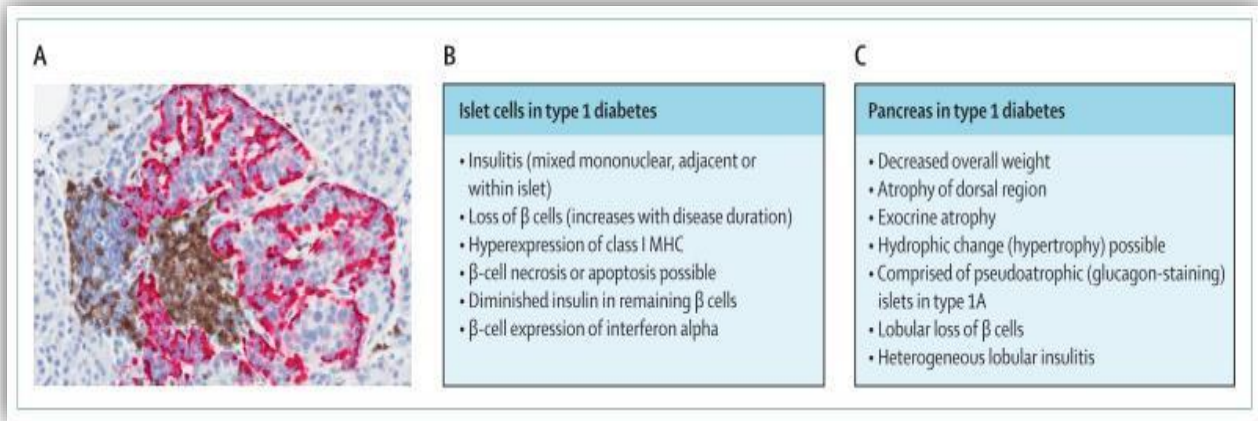 A
B
C
Islet cells in type 1 diabetes
• Insulitis (mixed mononuclear, adjacent or
within islet)
• Loss of β cells (increases with disease duration)
• Hyperexpression of class I MHC
• β-cell necrosis or apoptosis possible
• Diminished insulin in remaining β cells
• β-cell expression of interferon alpha
Pancreas in type 1 diabetes
• Decreased overall weight
• Atrophy of dorsal region
• Exocrine atrophy
• Hydrophic change (hypertrophy) possible
• Comprised of pseudoatrophic (glucagon-staining)
islets in type 1A
• Lobular loss of β cells
• Heterogeneous lobular insulitis